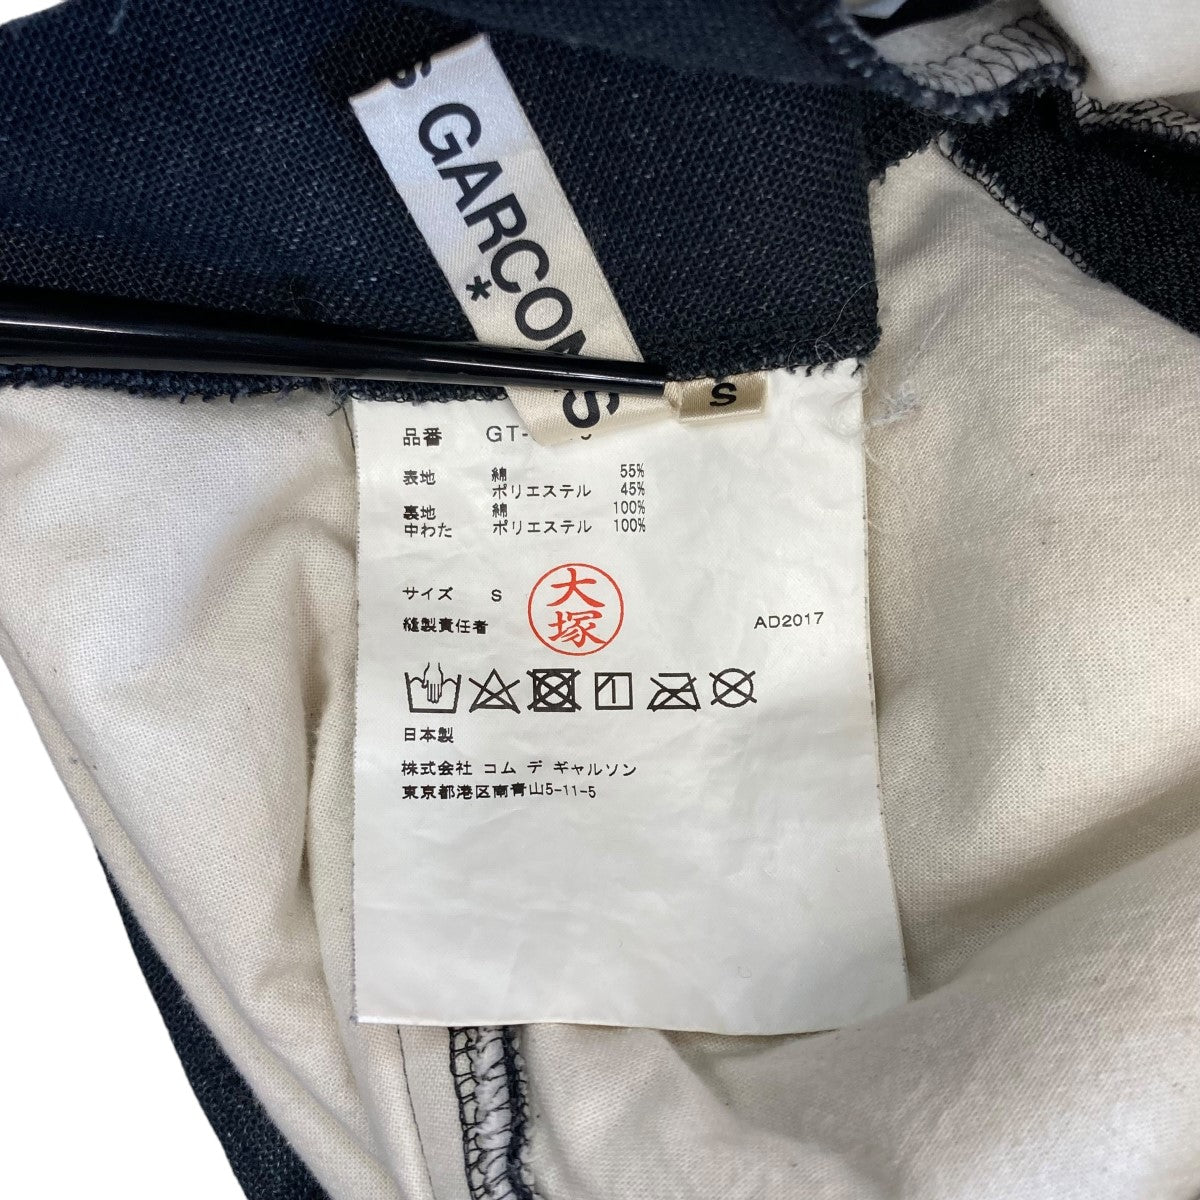 GARCONS
*
S
品番 GT-
表地 綿 55%
ポリエステル 45%
裏地 綿 100%
中わた ポリエステル 100%
サイズ S
大塚
縫製責任者
AD2017
1
日本製
株式会社 コム デ ギャルソン
東京都港区南青山5-11-5